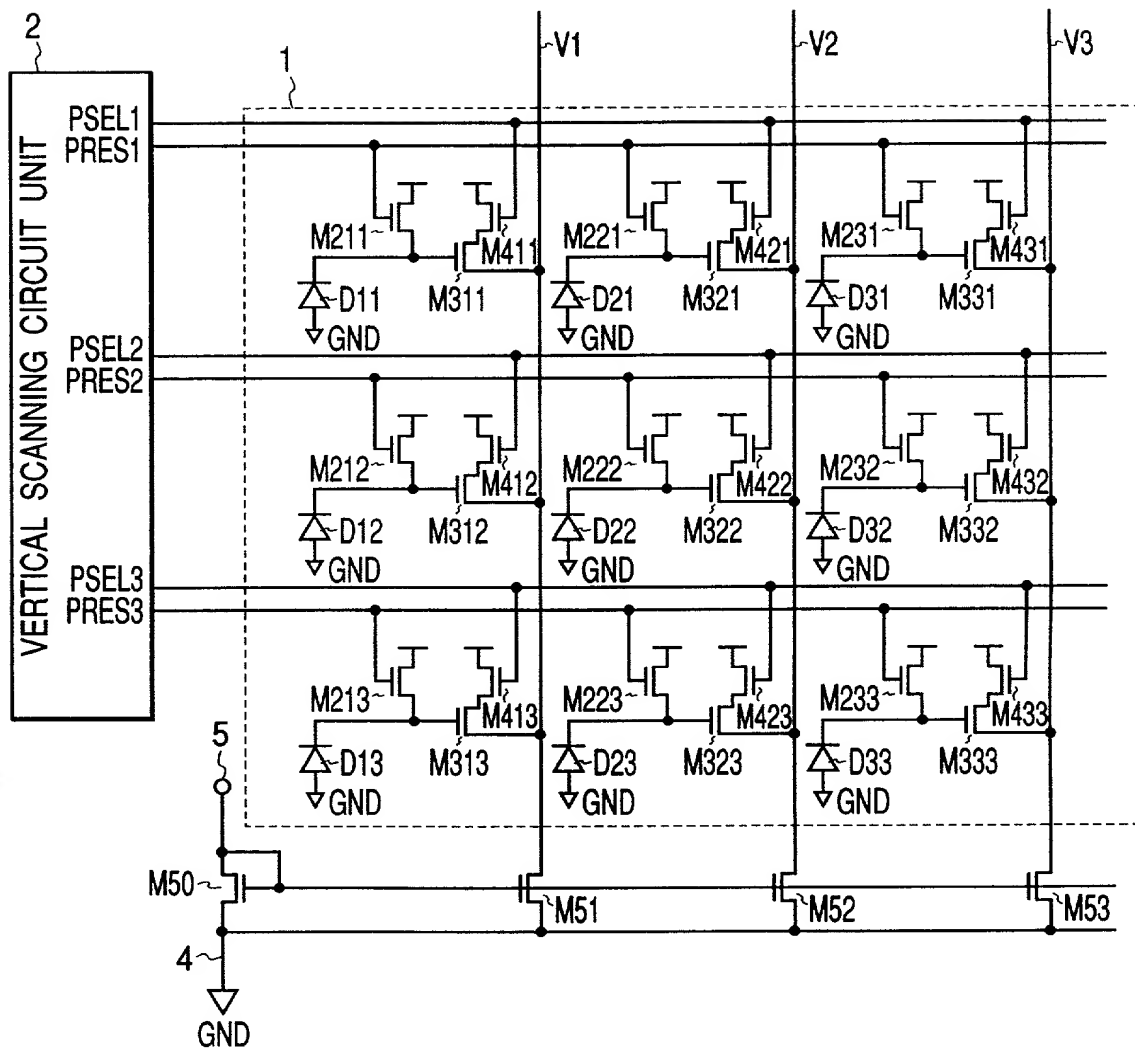 2
1
V1
V2
V3
VERTICAL SCANNING CIRCUIT UNIT
PSEL1
PRES1
M211
M411
M221
M421
M231
M431
D11
M311
D21
M321
D31
M331
GND
GND
GND
PSEL2
PRES2
M212
M412
M222
M422
M232
M432
D12
M312
D22
M322
D32
M332
GND
GND
GND
PSEL3
PRES3
M213
M413
M223
M423
M233
M433
5
D13
M313
D23
M323
D33
M333
GND
GND
GND
M50
M51
M52
M53
4
GND